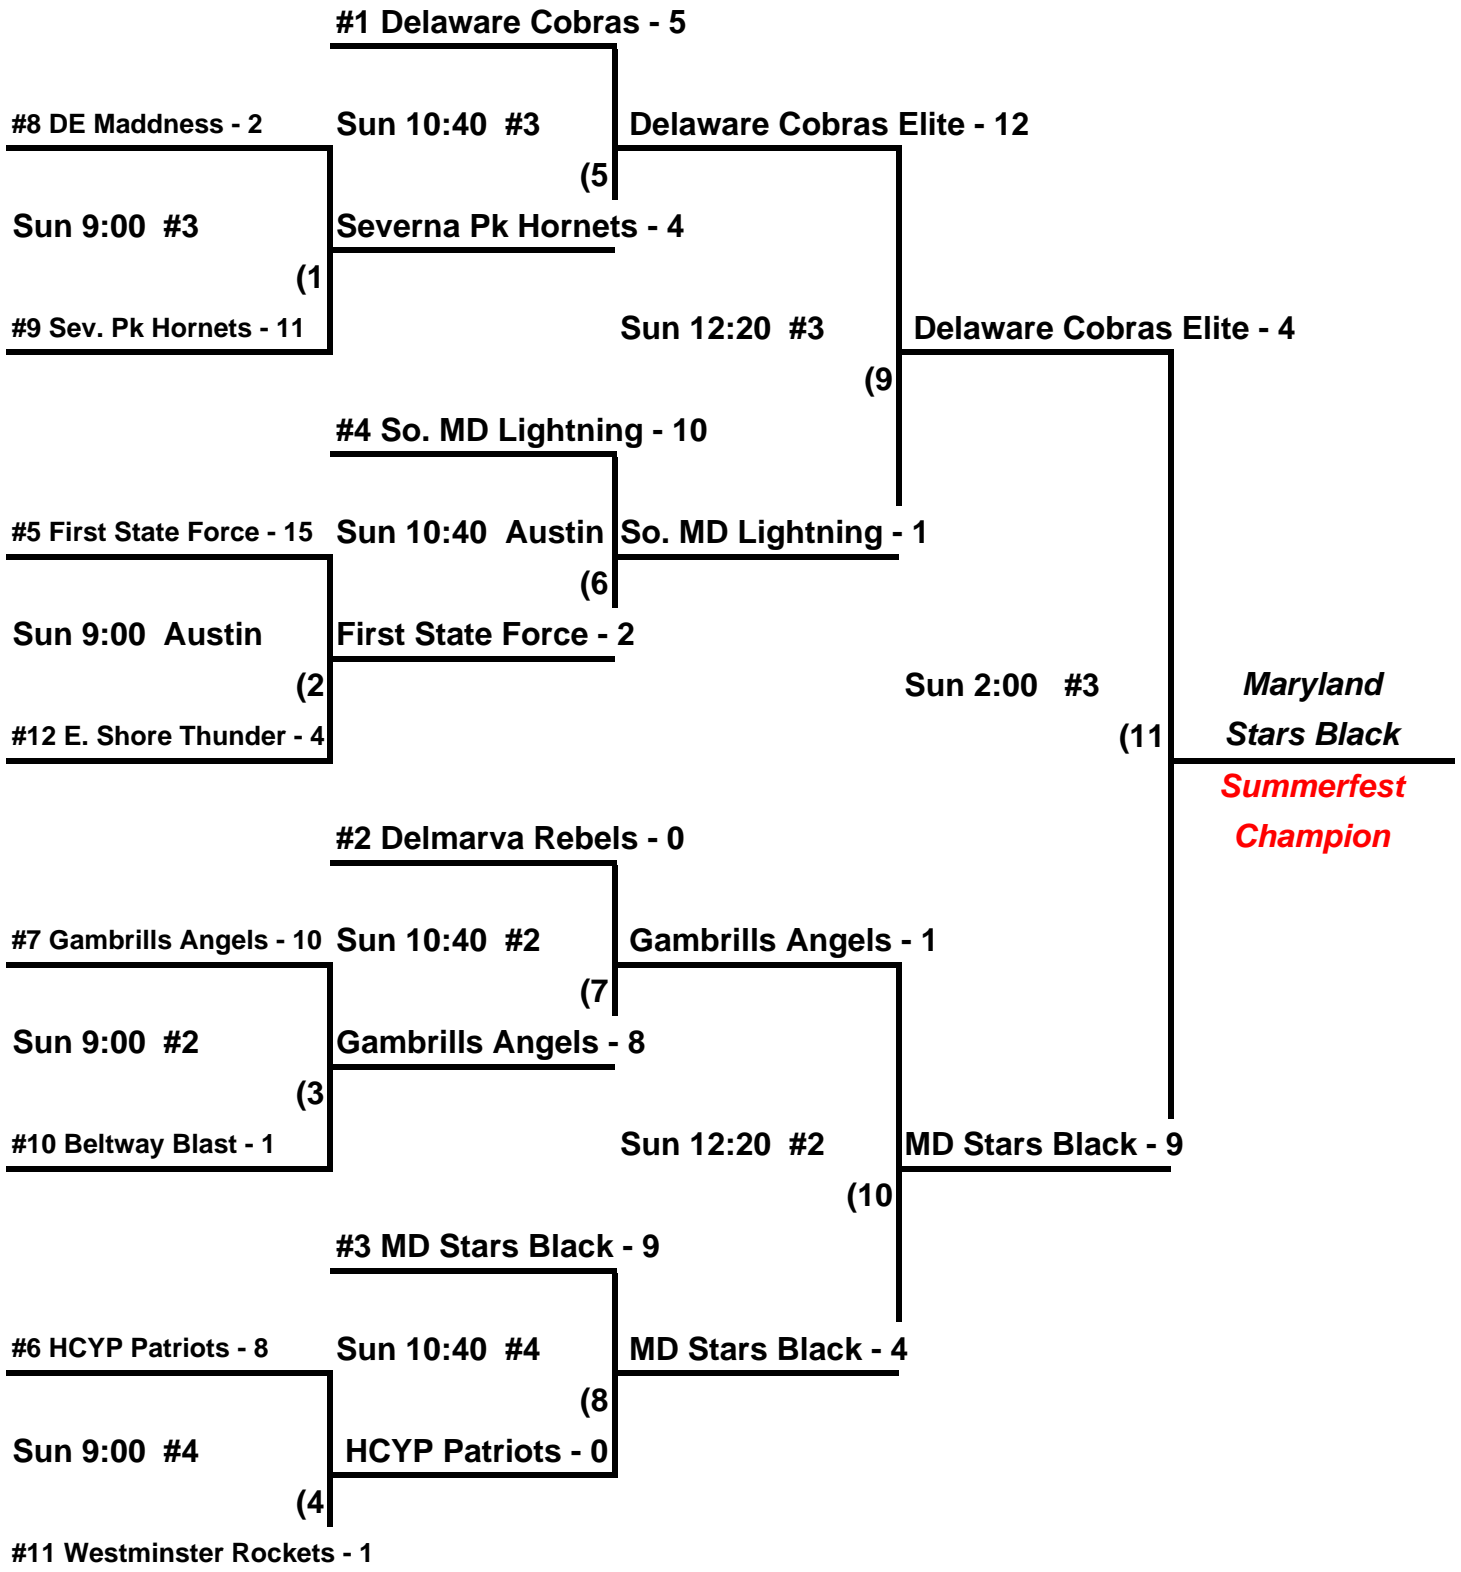 #1 Delaware Cobras - 5
#8 DE Maddness - 2
Sun 10:40 #3
Delaware Cobras Elite - 12
(5
Sun 9:00 #3
Severna Pk Hornets - 4
(1
#9 Sev. Pk Hornets - 11
Sun 12:20 #3
Delaware Cobras Elite - 4
(9
#4 So. MD Lightning - 10
#5 First State Force - 15
Sun 10:40 Austin
So. MD Lightning - 1
(6
Sun 9:00 Austin
First State Force - 2
(2
Sun 2:00 #3
Maryland
#12 E. Shore Thunder - 4
(11
Stars Black
Summerfest
#2 Delmarva Rebels - 0
Champion
#7 Gambrills Angels - 10
Sun 10:40 #2
Gambrills Angels - 1
(7
Sun 9:00 #2
Gambrills Angels - 8
(3
#10 Beltway Blast - 1
Sun 12:20 #2
MD Stars Black - 9
(10
#3 MD Stars Black - 9
#6 HCYP Patriots - 8
Sun 10:40 #4
MD Stars Black - 4
(8
Sun 9:00 #4
HCYP Patriots - 0
(4
#11 Westminster Rockets - 1